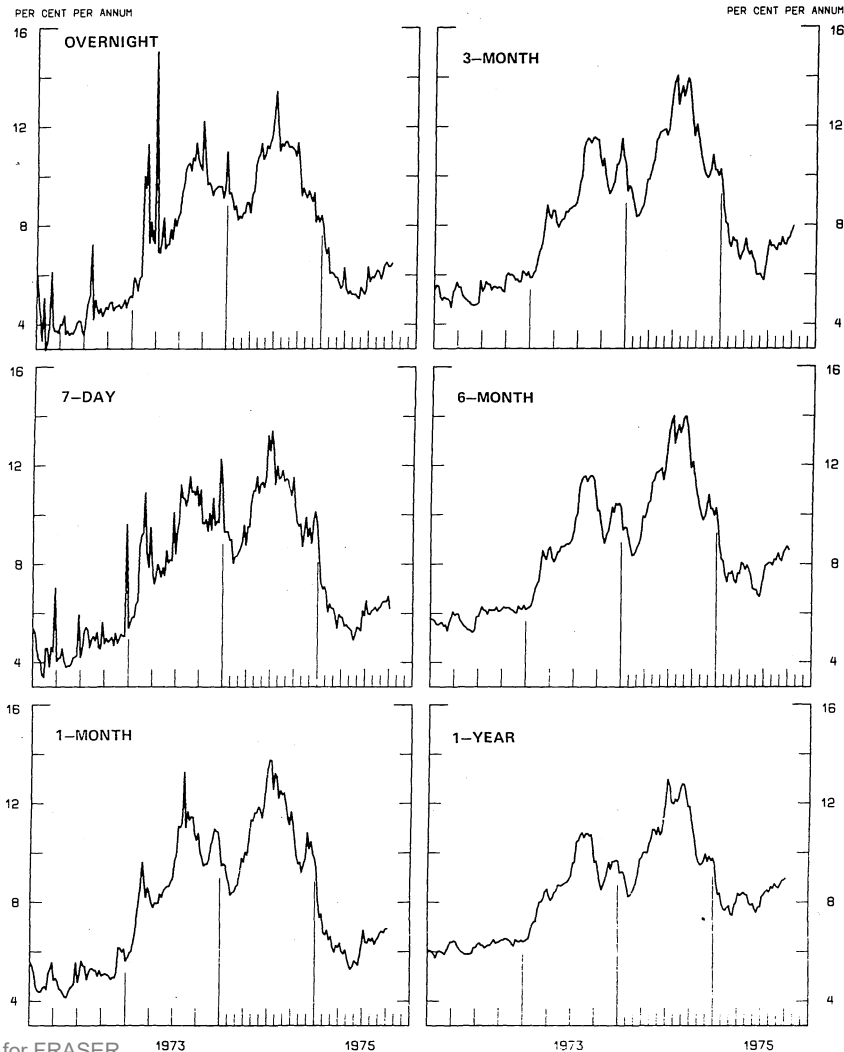 PER CENT PER ANNUM PER CENT PER ANNUM
16 OVERNIGHT 3–MONTH 16
12 12
8 8
4 4
16 7–DAY 6–MONTH 16
12 12
8 8
4 4
16 1–MONTH 1–YEAR 16
12 12
8 8
4 4
1973 1975 1973 1975
for FRASER